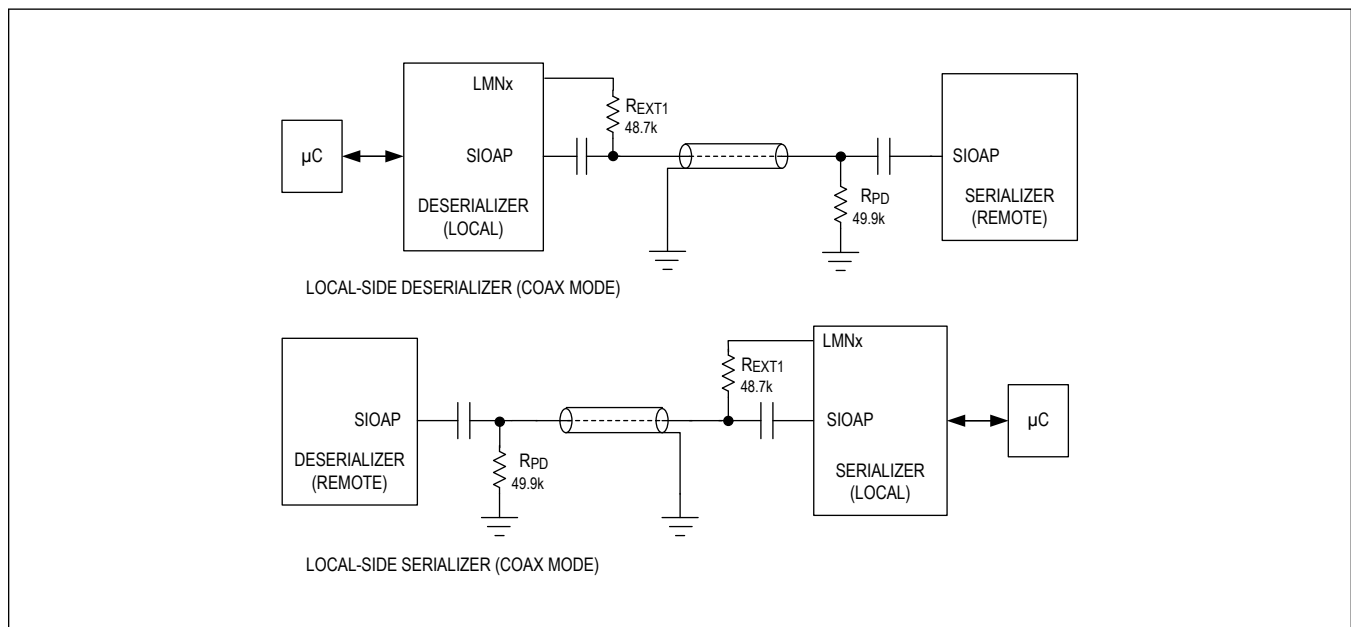 LMNx
REXT1
48.7k
µC
SIOAP
SIOAP
DESERIALIZER
(LOCAL)
RPD
49.9k
SERIALIZER
(REMOTE)
LOCAL-SIDE DESERIALIZER (COAX MODE)
LMNx
REXT1
48.7k
SIOAP
SIOAP
µC
DESERIALIZER
(REMOTE)
RPD
49.9k
SERIALIZER
(LOCAL)
LOCAL-SIDE SERIALIZER (COAX MODE)